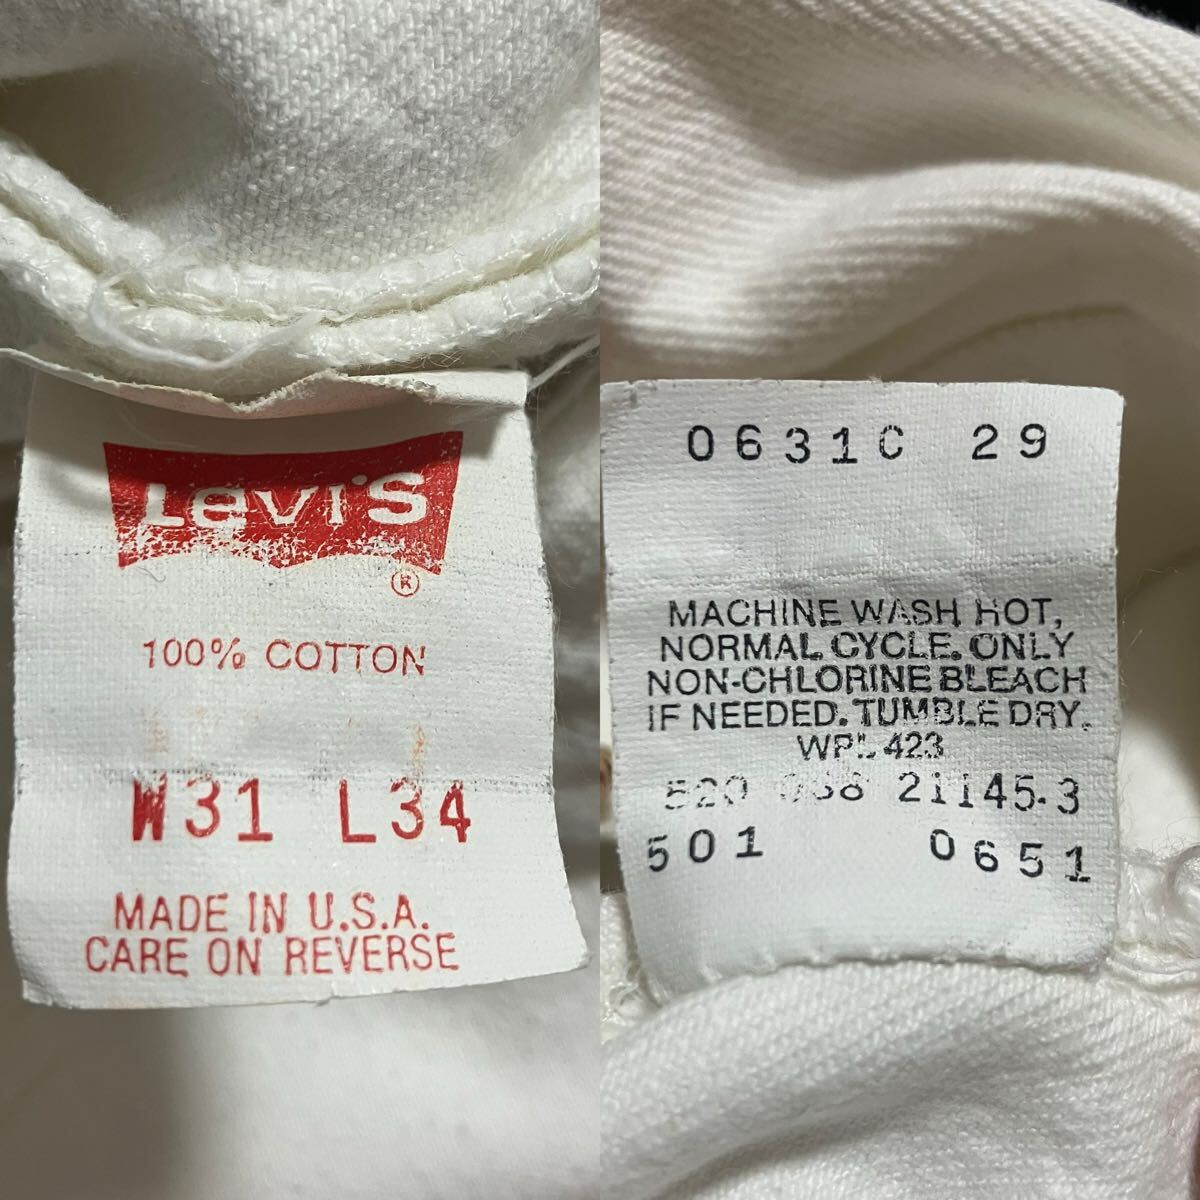 Levi's
®
100% COTTON
W31 L34
MADE IN U.S.A.
CARE ON REVERSE
0631C 29
MACHINE WASH HOT,
NORMAL CYCLE. ONLY
NON-CHLORINE BLEACH
IF NEEDED. TUMBLE DRY.
WPL 423
520 21145.3
501 0651